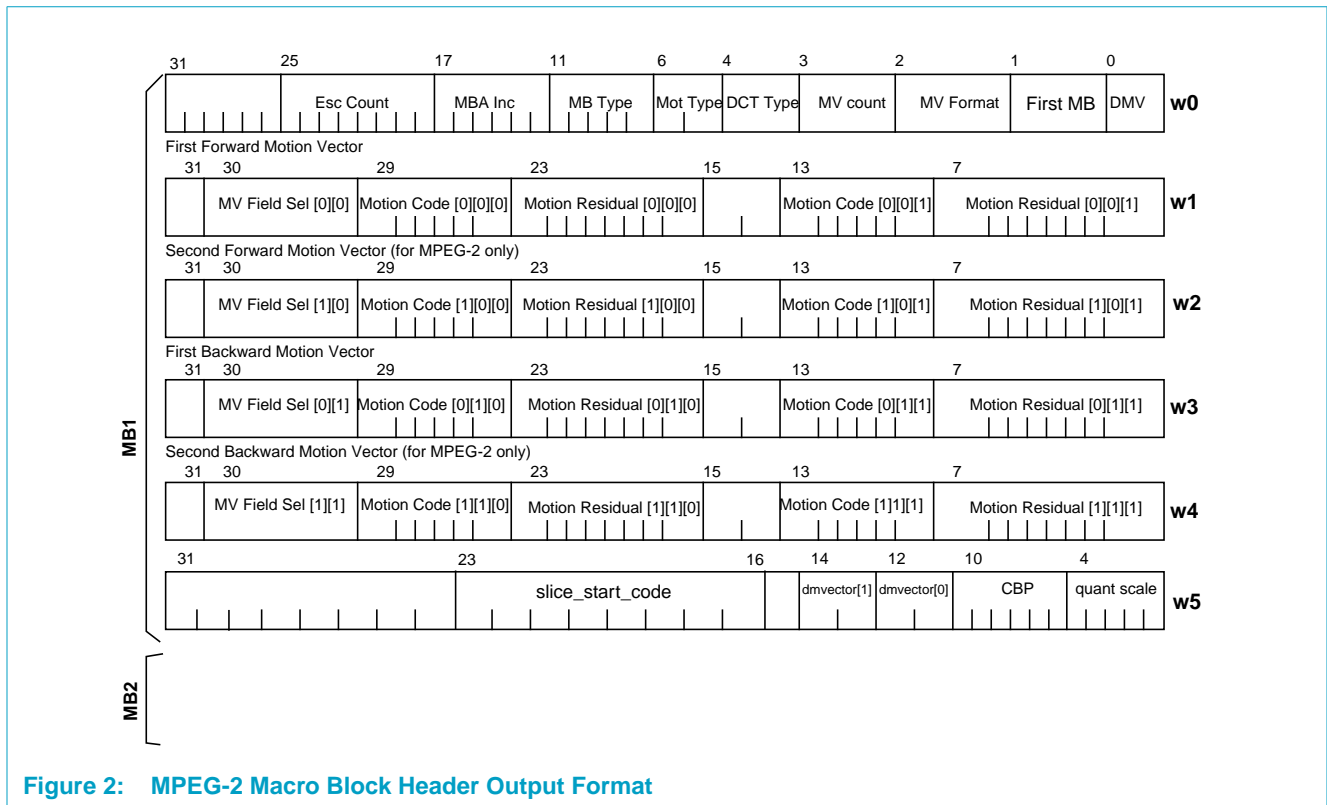 31 25 17 11 6 4 3 2 1 0
Esc Count MBA Inc MB Type Mot Type DCT Type MV count MV Format First MB DMV w0
First Forward Motion Vector
31 30 29 23 15 13 7
MV Field Sel [0][0] Motion Code [0][0][0] Motion Residual [0][0][0] Motion Code [0][0][1] Motion Residual [0][0][1] w1
Second Forward Motion Vector (for MPEG-2 only)
31 30 29 23 15 13 7
MV Field Sel [1][0] Motion Code [1][0][0] Motion Residual [1][0][0] Motion Code [1][0][1] Motion Residual [1][0][1] w2
First Backward Motion Vector
31 30 29 23 15 13 7
MV Field Sel [0][1] Motion Code [0][1][0] Motion Residual [0][1][0] Motion Code [0][1][1] Motion Residual [0][1][1] w3
MB1
Second Backward Motion Vector (for MPEG-2 only)
31 30 29 23 15 13 7
MV Field Sel [1][1] Motion Code [1][1][0] Motion Residual [1][1][0] Motion Code [1]1][1] Motion Residual [1][1][1] w4
31 23 16 14 12 10 4
slice_start_code dmvector[1] dmvector[0] CBP quant scale w5
MB2
Figure 2: MPEG-2 Macro Block Header Output Format